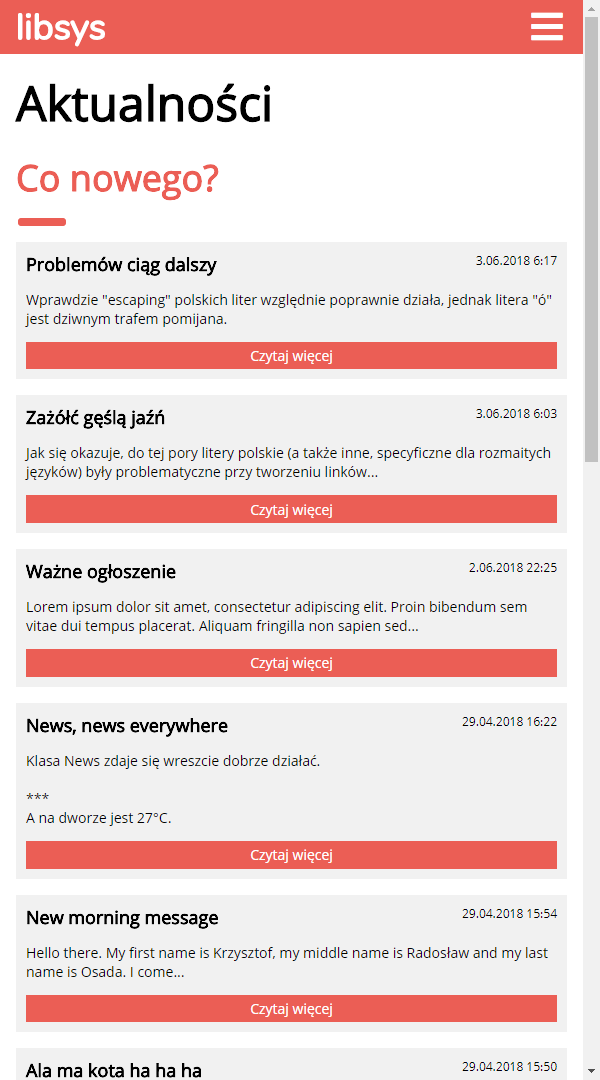 libsys
Aktualności
Co nowego?
Problemów ciąg dalszy
3.06.2018 6:17
Wprawdzie "escaping" polskich liter względnie poprawnie działa, jednak litera "ó"
jest dziwnym trafem pomijana.
Czytaj więcej
Zażółć gęślą jaźń
3.06.2018 6:03
Jak się okazuje, do tej pory litery polskie (a także inne, specyficzne dla rozmaitych
języków) były problematyczne przy tworzeniu linków...
Czytaj więcej
Ważne ogłoszenie
2.06.2018 22:25
Lorem ipsum dolor sit amet, consectetur adipiscing elit. Proin bibendum sem
vitae dui tempus placerat. Aliquam fringilla non sapien sed...
Czytaj więcej
News, news everywhere
29.04.2018 16:22
Klasa News zdaje się wreszcie dobrze działać.
***
A na dworze jest 27°C.
Czytaj więcej
New morning message
29.04.2018 15:54
Hello there. My first name is Krzysztof, my middle name is Radosław and my last
name is Osada. I come...
Czytaj więcej
Ala ma kota ha ha ha
29.04.2018 15:50